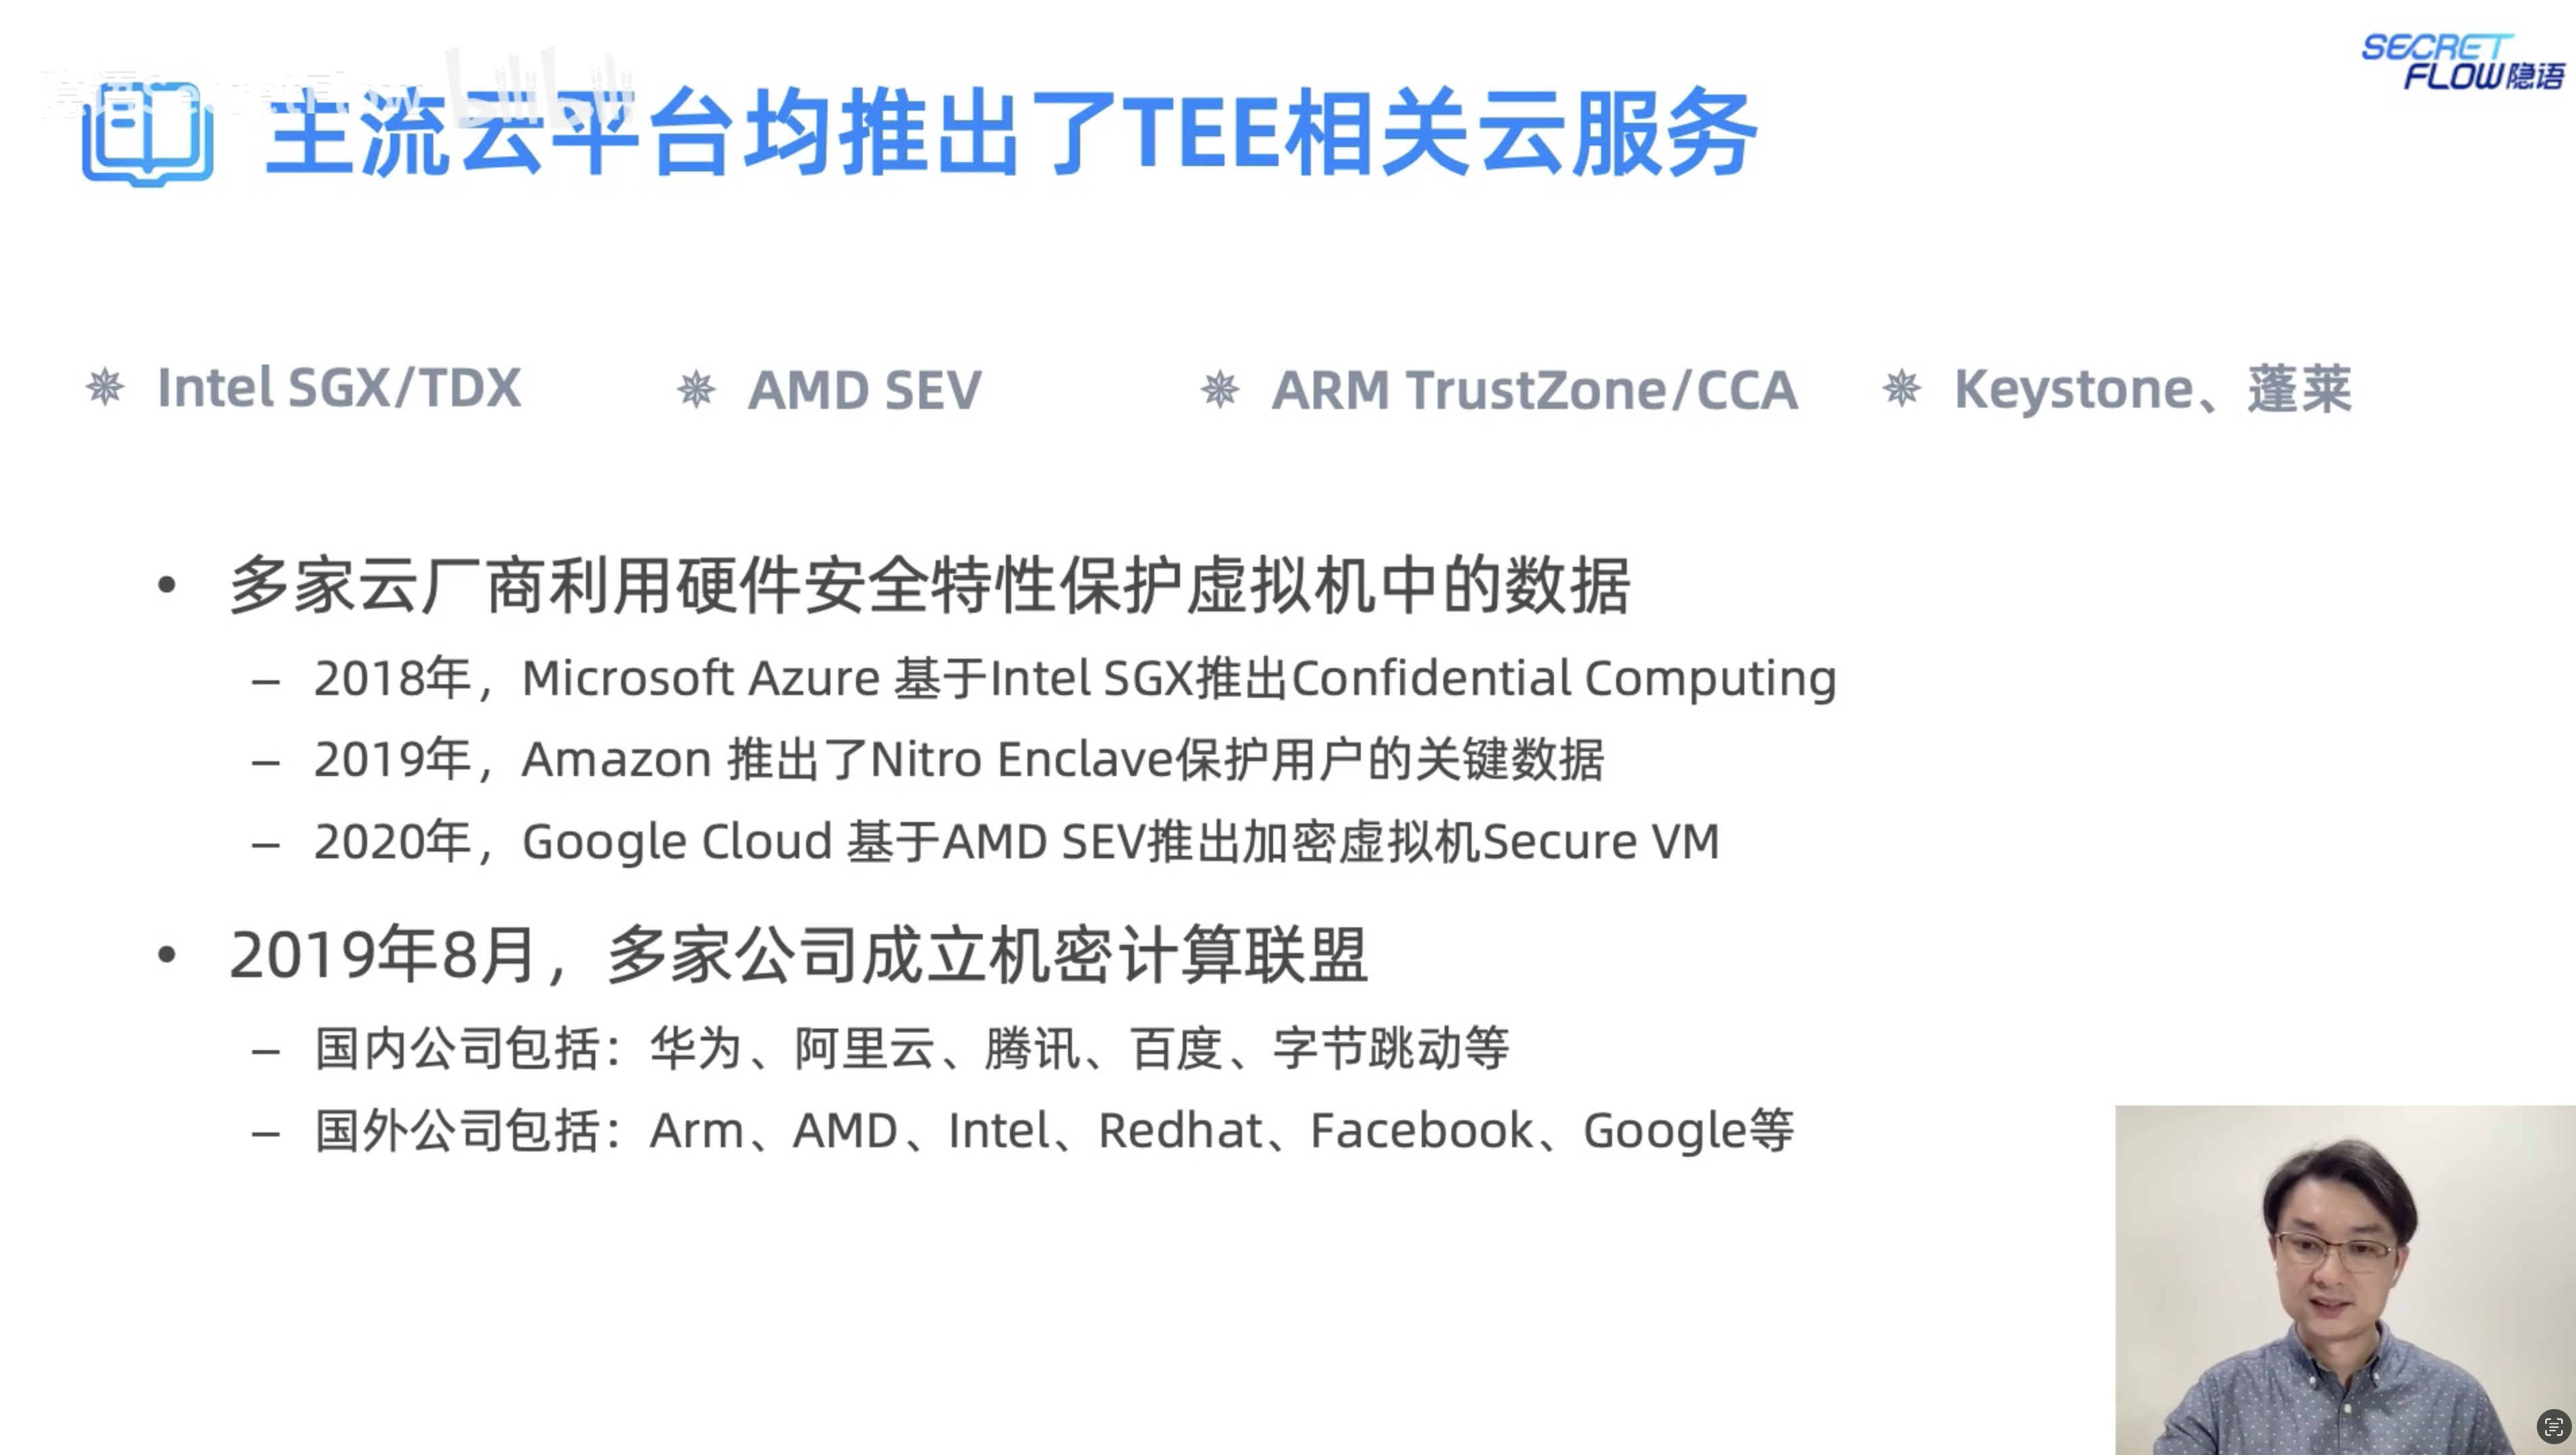 SECRET
FLOW隐语
隐语SecretFlow bilibili
主流云平台均推出了TEE相关云服务
✵ Intel SGX/TDX ✵ AMD SEV ✵ ARM TrustZone/CCA ✵ Keystone、蓬莱
• 多家云厂商利用硬件安全特性保护虚拟机中的数据
– 2018年，Microsoft Azure 基于Intel SGX推出Confidential Computing
– 2019年，Amazon 推出了Nitro Enclave保护用户的关键数据
– 2020年，Google Cloud 基于AMD SEV推出加密虚拟机Secure VM
• 2019年8月，多家公司成立机密计算联盟
– 国内公司包括：华为、阿里云、腾讯、百度、字节跳动等
– 国外公司包括：Arm、AMD、Intel、Redhat、Facebook、Google等